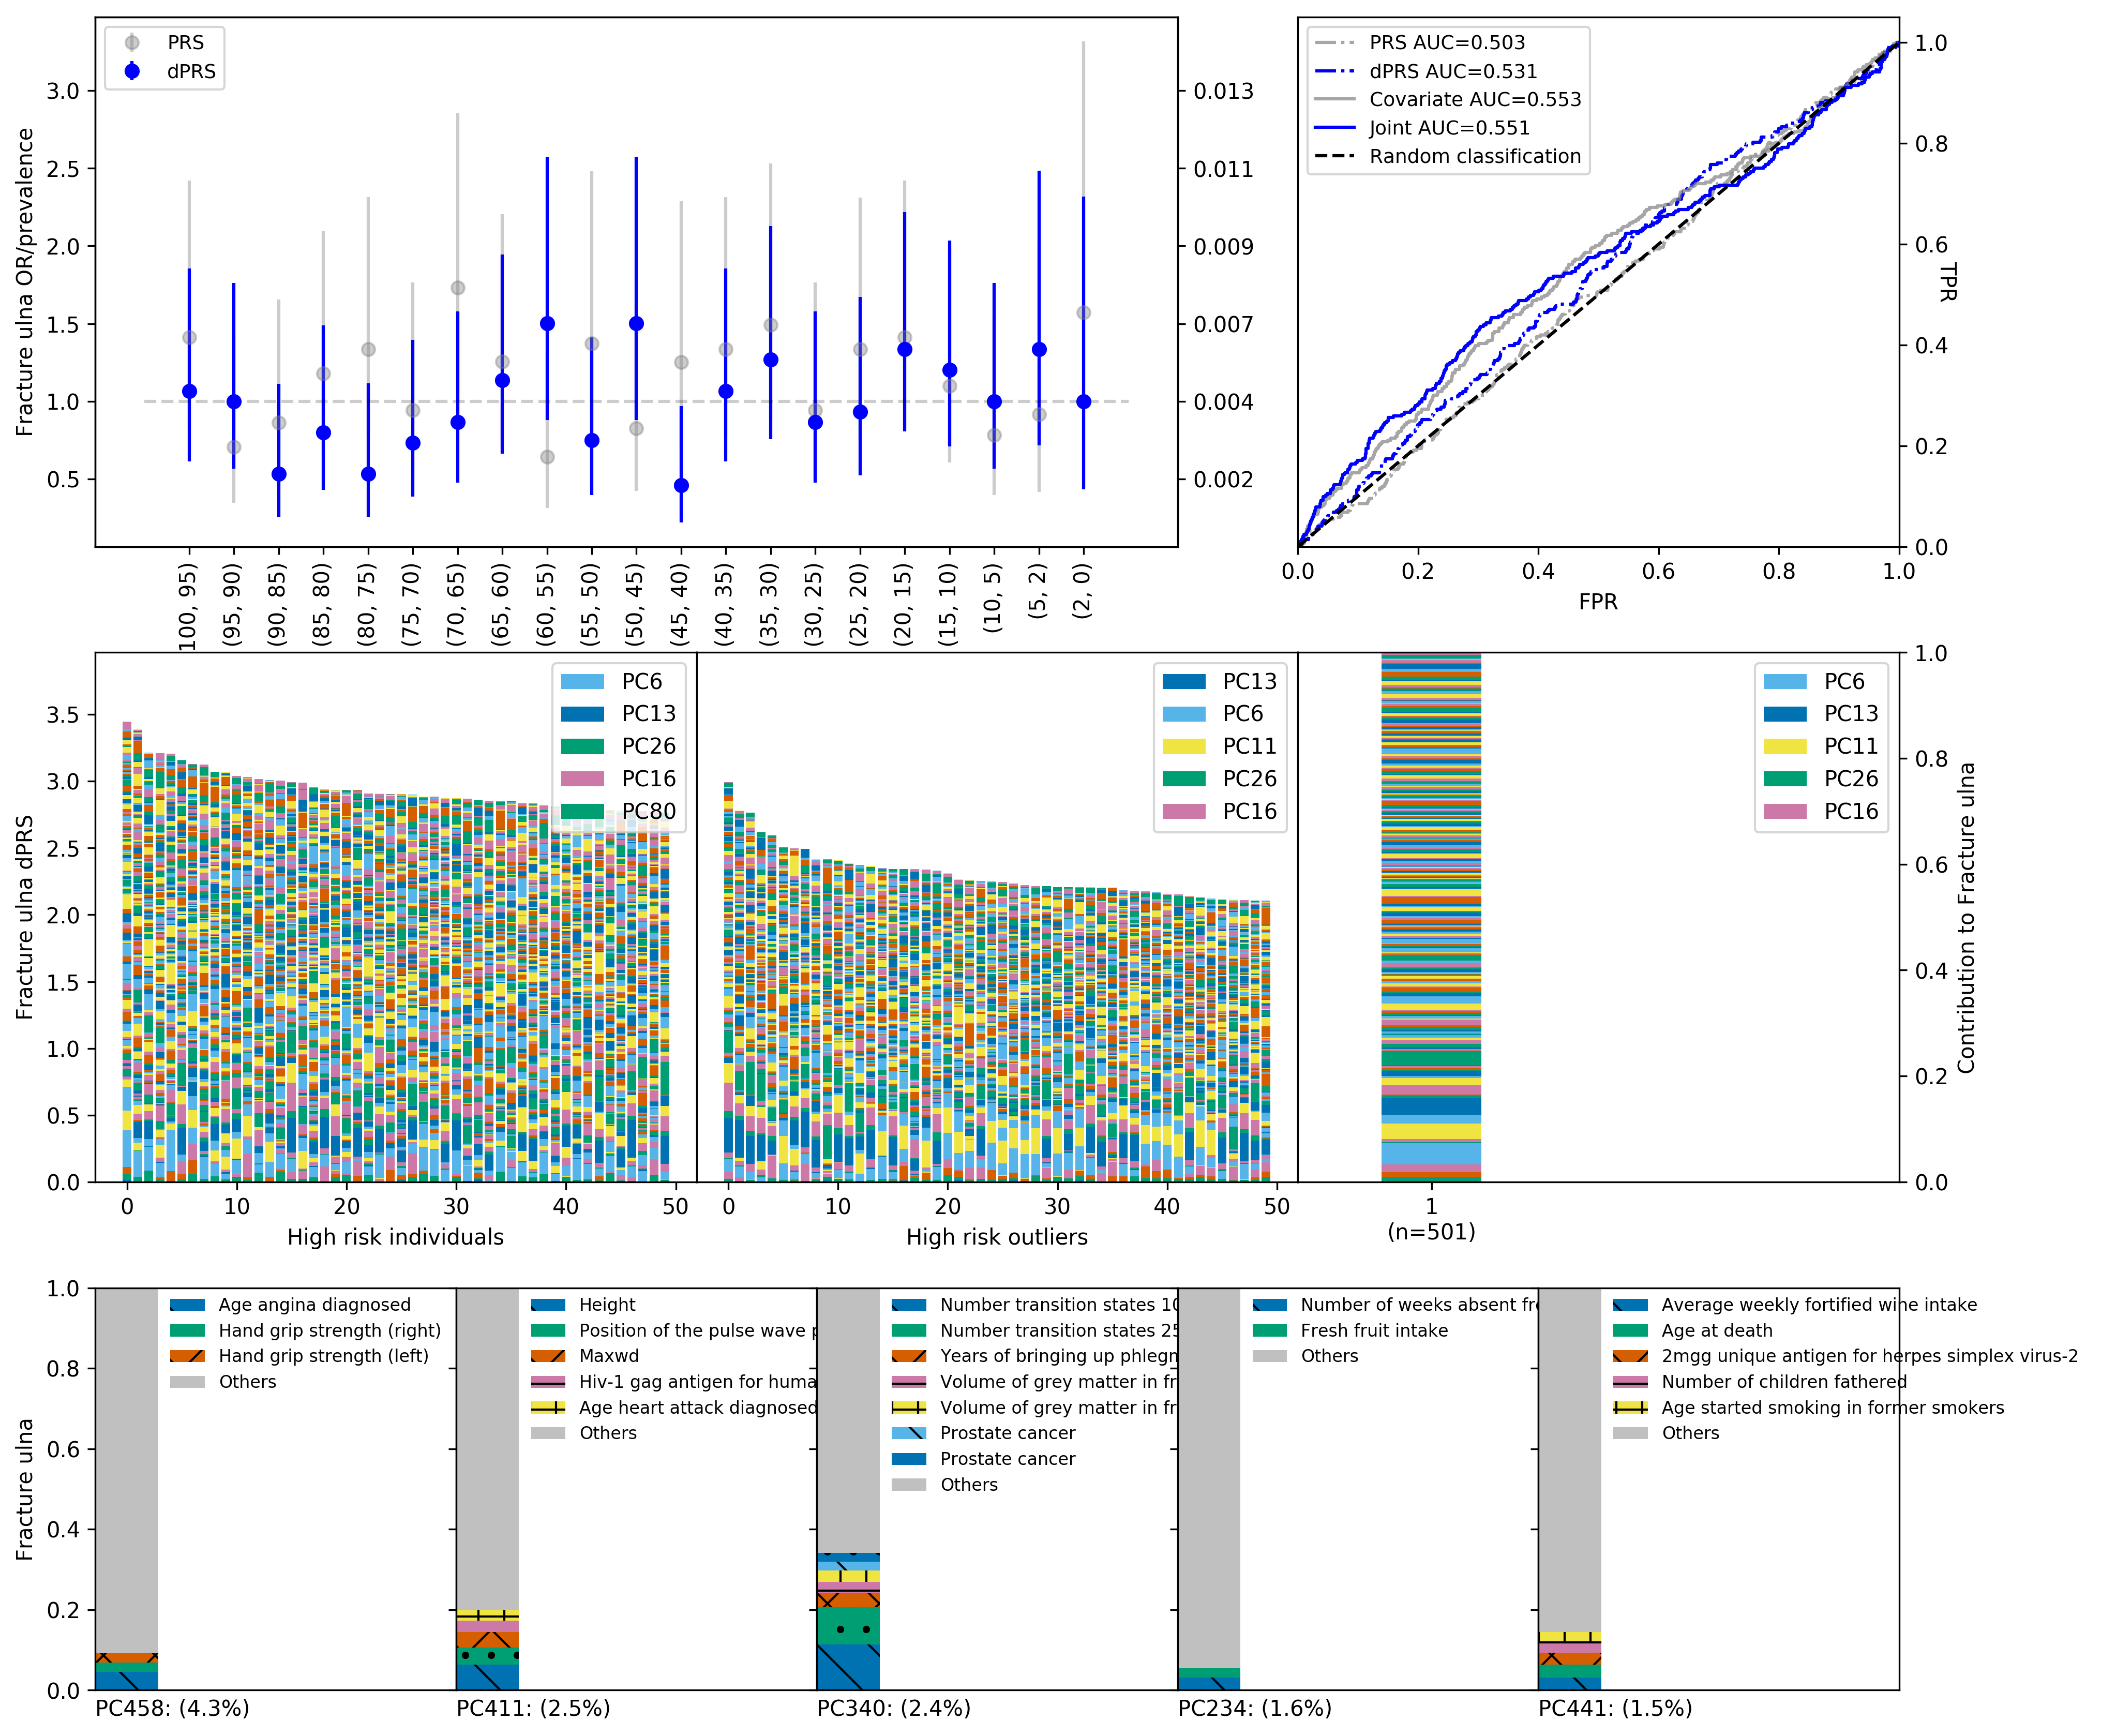 PRS
dPRS
Fracture ulna OR/prevalence
3.0
2.5
2.0
1.5
1.0
0.5
0.013
0.011
0.009
0.007
0.004
0.002
100, 95)
(95, 90)
(90, 85)
(85, 80)
(80, 75)
(75, 70)
(70, 65)
(65, 60)
(60, 55)
(55, 50)
(50, 45)
(45, 40)
(40, 35)
(35, 30)
(30, 25)
(25, 20)
(20, 15)
(15, 10)
(10, 5)
(5, 2)
(2, 0)
PRS AUC=0.503
dPRS AUC=0.531
Covariate AUC=0.553
Joint AUC=0.551
Random classification
1.0
0.8
0.6
0.4
0.2
0.0
TPR
0.0 0.2 0.4 0.6 0.8 1.0
FPR
Fracture ulna dPRS
3.5
3.0
2.5
2.0
1.5
1.0
0.5
0.0
PC6
PC13
PC26
PC16
PC80
0 10 20 30 40 50
High risk individuals
PC13
PC6
PC11
PC26
PC16
0 10 20 30 40 50
High risk outliers
PC6
PC13
PC11
PC26
PC16
1
(n=501)
1.0
0.8
0.6
0.4
0.2
0.0
Contribution to Fracture ulna
Fracture ulna
1.0
0.8
0.6
0.4
0.2
0.0
Age angina diagnosed
Hand grip strength (right)
Hand grip strength (left)
Others
PC458: (4.3%)
Height
Position of the pulse wave p
Maxwd
Hiv-1 gag antigen for huma
Age heart attack diagnosed
Others
PC411: (2.5%)
Number transition states 10
Number transition states 25
Years of bringing up phlegm
Volume of grey matter in fr
Volume of grey matter in fr
Prostate cancer
Prostate cancer
Others
PC340: (2.4%)
Number of weeks absent fro
Fresh fruit intake
Others
PC234: (1.6%)
Average weekly fortified wine intake
Age at death
2mgg unique antigen for herpes simplex virus-2
Number of children fathered
Age started smoking in former smokers
Others
PC441: (1.5%)